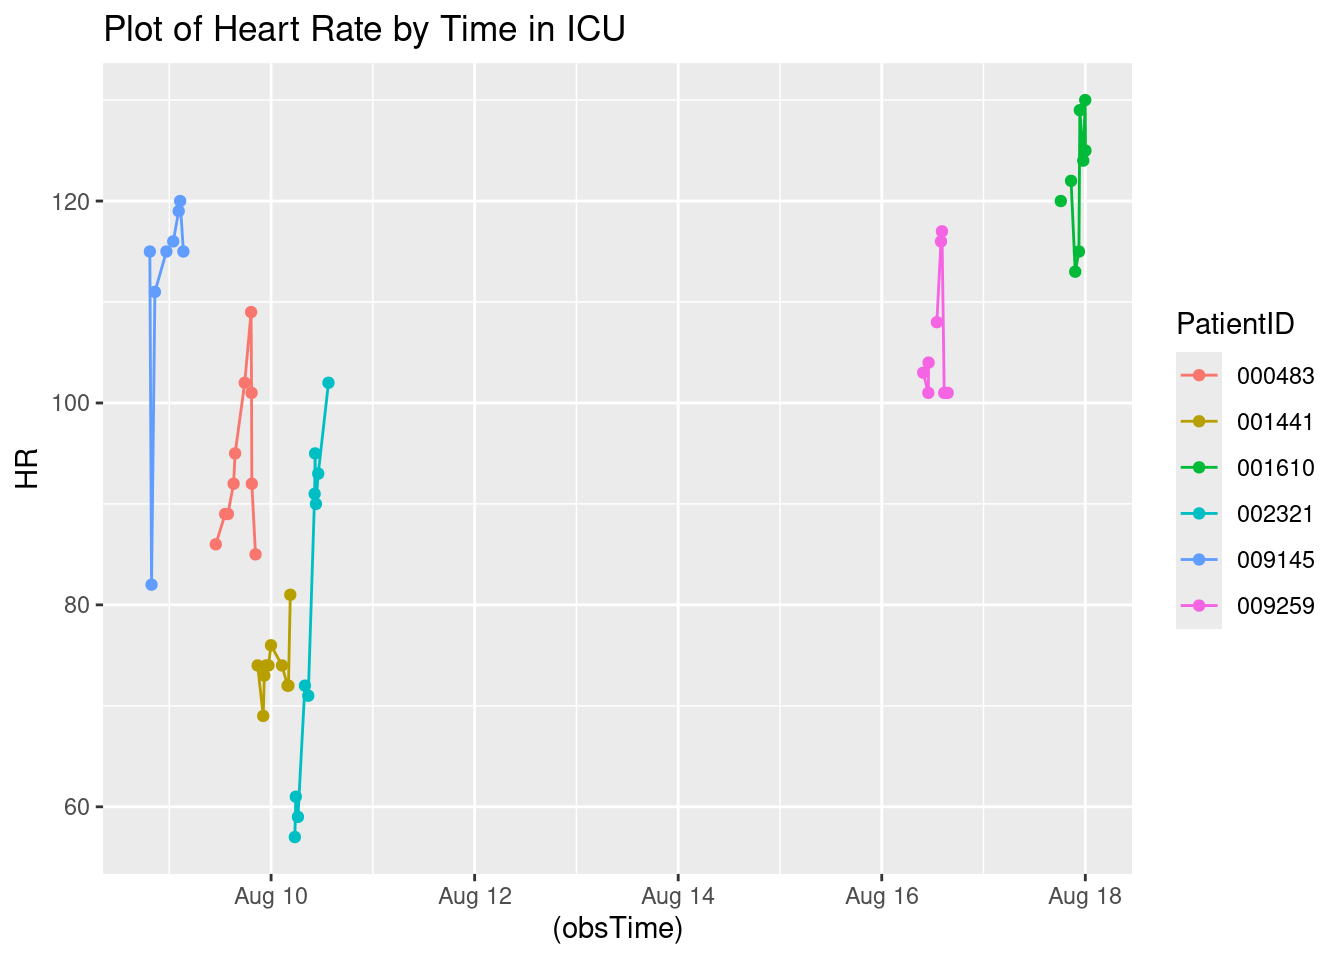 Plot of Heart Rate by Time in ICU
HR
120
100
80
60
Aug 10 Aug 12 Aug 14 Aug 16 Aug 18
(obsTime)
PatientID
000483
001441
001610
002321
009145
009259